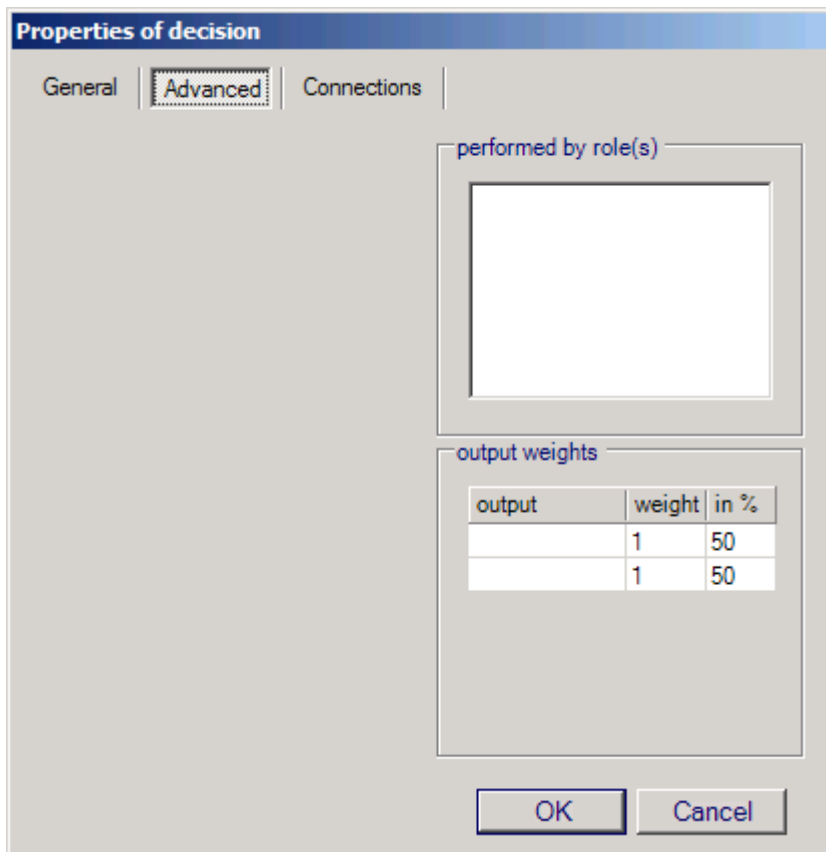 Properties of decision
General Advanced Connections
performed by role(s)
output weights
output weight in %
1 50
1 50
OK Cancel